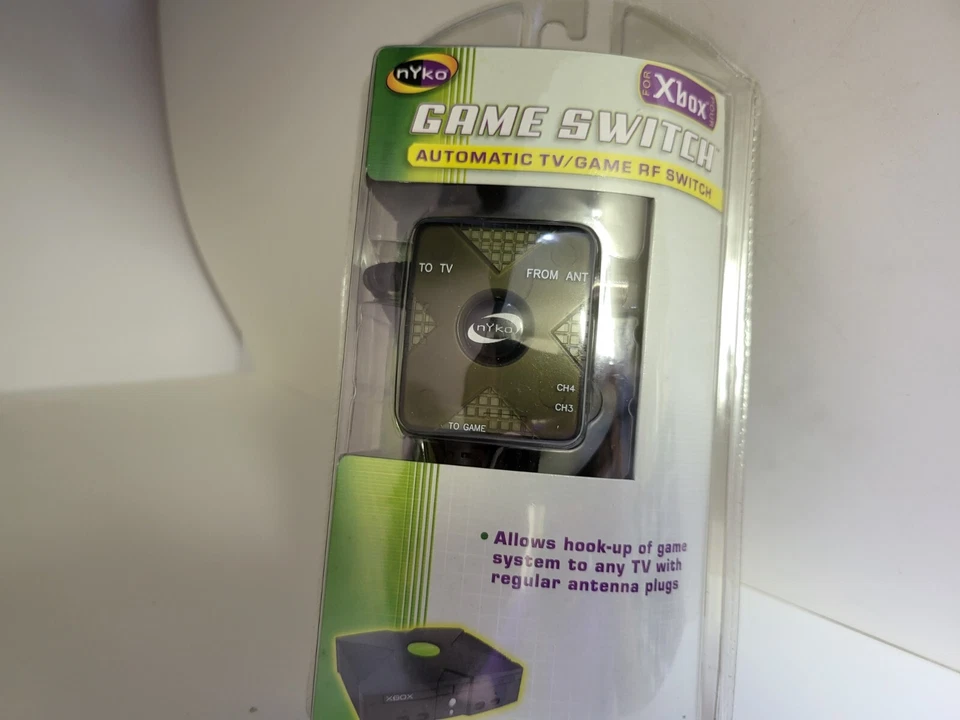 nYko
FOR Xbox
GAME SWITCH™
AUTOMATIC TV/GAME RF SWITCH
TO TV
FROM ANT
nYko
CH4
CH3
TO GAME
• Allows hook-up of game
system to any TV with
regular antenna plugs
XBOX